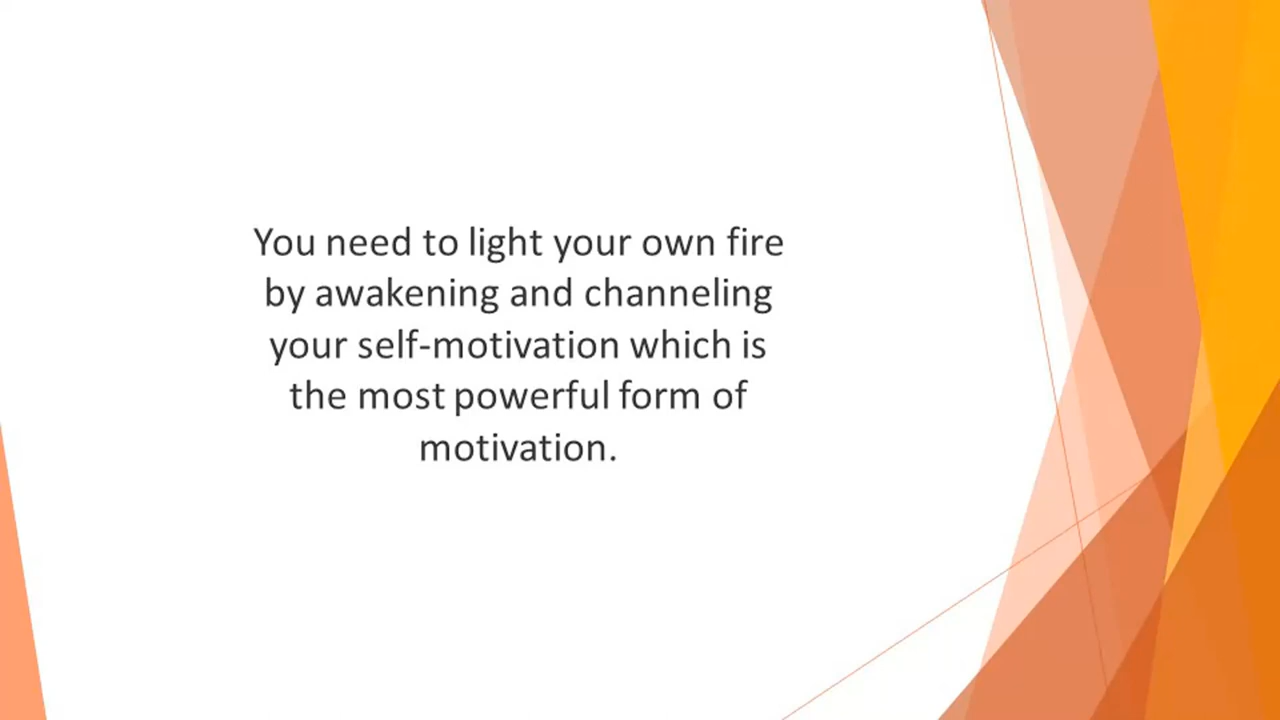 You need to light your own fire
by awakening and channeling
your self-motivation which is
the most powerful form of
motivation.